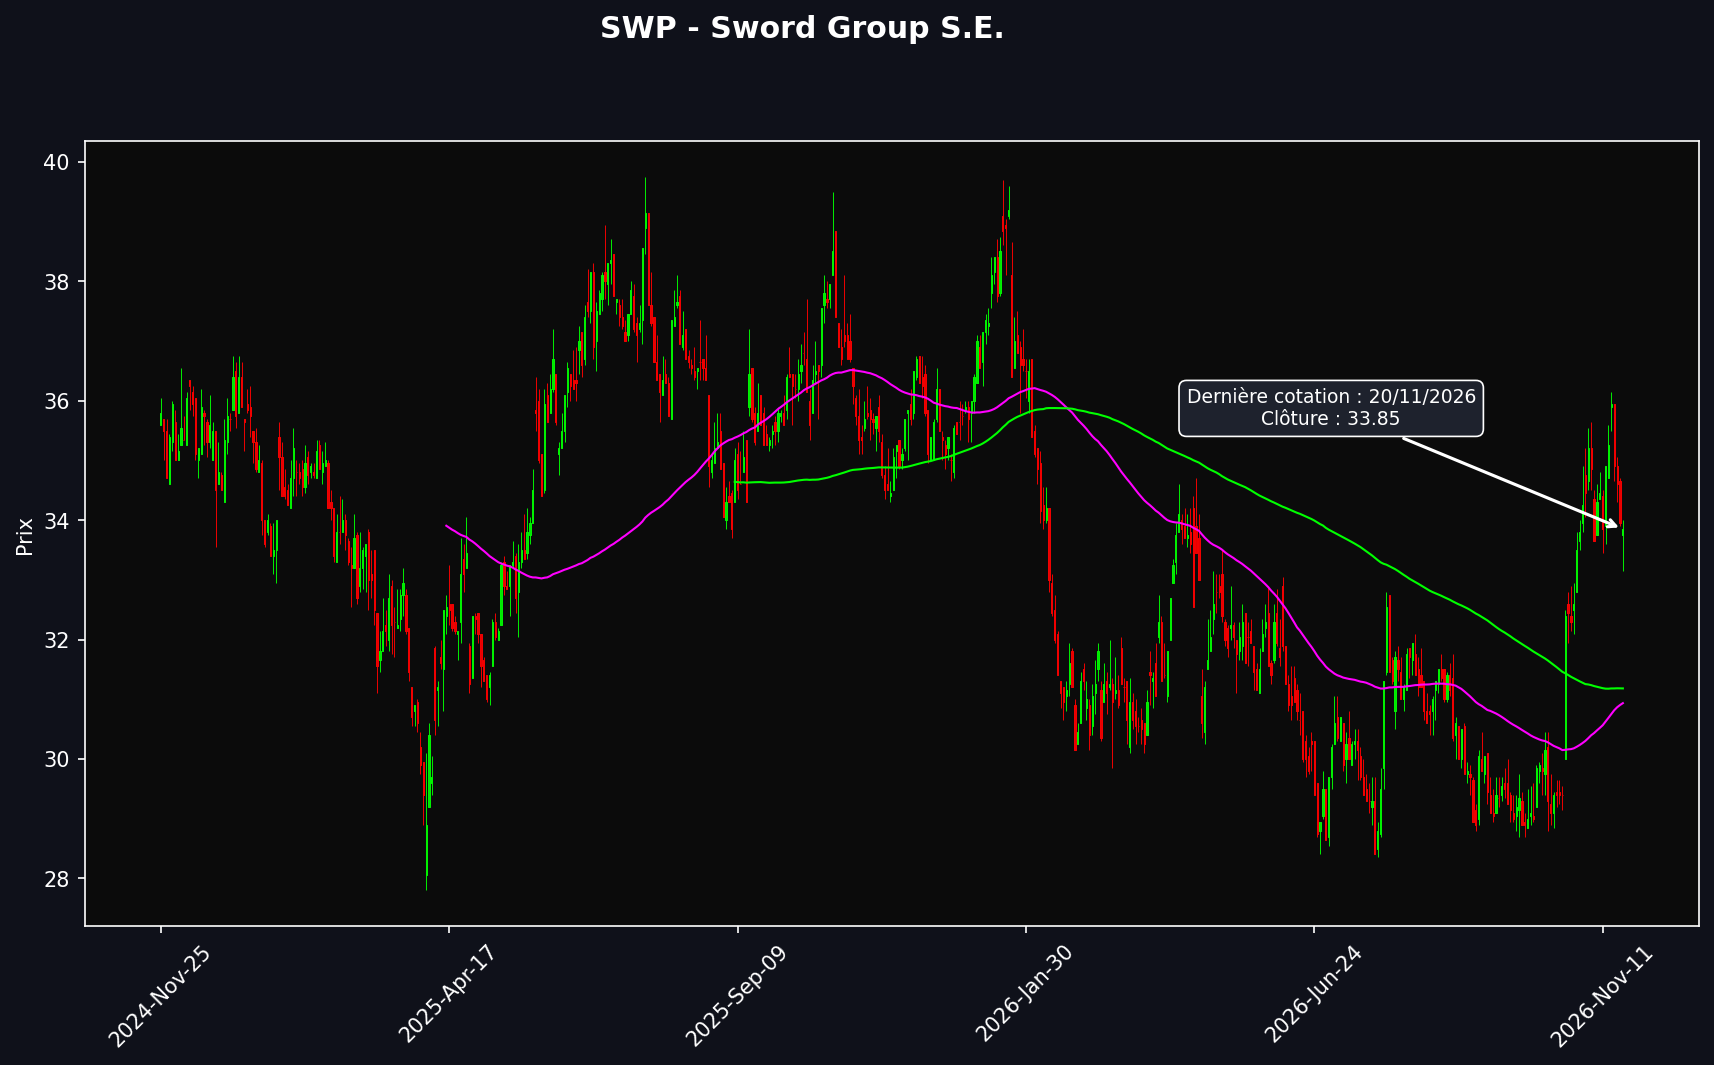 SWP - Sword Group S.E.
Prix
40
38
36
34
32
30
28
Dernière cotation : 20/11/2026
Clôture : 33.85
2024-Nov-25
2025-Apr-17
2025-Sep-09
2026-Jan-30
2026-Jun-24
2026-Nov-11